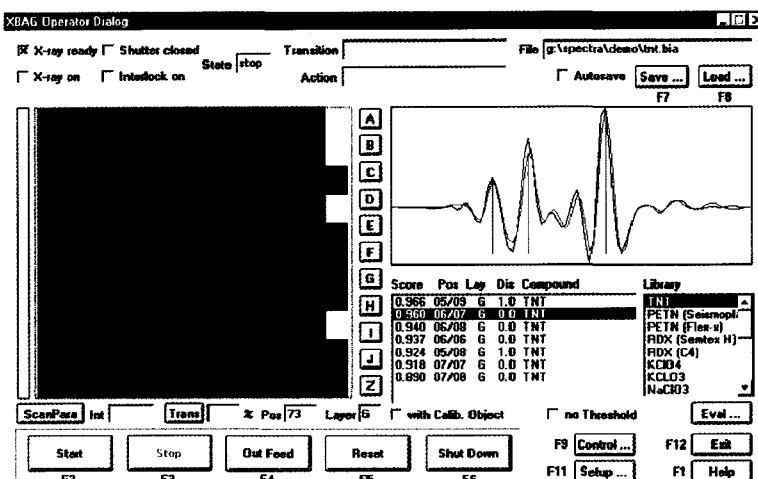 XBAG Operator Dialog
X-ray ready Shutter closed State stop Transition File g:\spectra\demo\tnt.bia
X-ray on Interlock on Action Autosave Save ... Load ...
F7 F8
A
B
C
D
E
F
G
H
I
J
Z
Score Pos Lay Dis Compound
0.966 05/09 G 1.0 TNT
0.960 06/07 G 0.0 TNT
0.940 06/08 G 0.0 TNT
0.937 06/06 G 0.0 TNT
0.924 05/08 G 1.0 TNT
0.918 07/07 G 0.0 TNT
0.890 07/08 G 0.0 TNT
Library
TNT
PETN (Seismopl
PETN (Flex-x)
RDX (Semtex H)
RDX (C4)
KClO4
KCLO3
NaClO3
ScanPara Int Trans % Pos 73 Layer G with Calib. Object no Threshold Eval ...
Start Stop Out Feed Reset Shut Down
F2 F3 F4 F5 F6
F9 Control ... F12 Exit
F11 Setup ... F1 Help